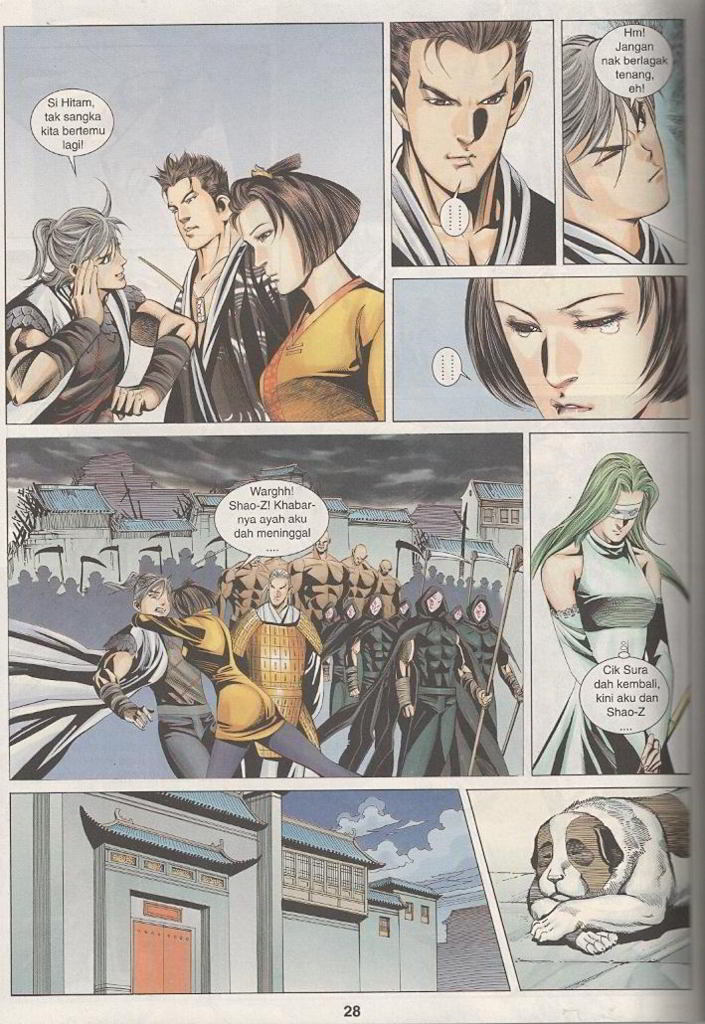 Si Hitam,
tak sangka
kita bertemu
lagi!
.....
Hm!
Jangan
nak berlagak
tenang,
eh!
.....
Warghh!
Shao-Z! Khabar-
nya ayah aku
dah meninggal
....
Cik Sura
dah kembali,
kini aku dan
Shao-Z
....
28